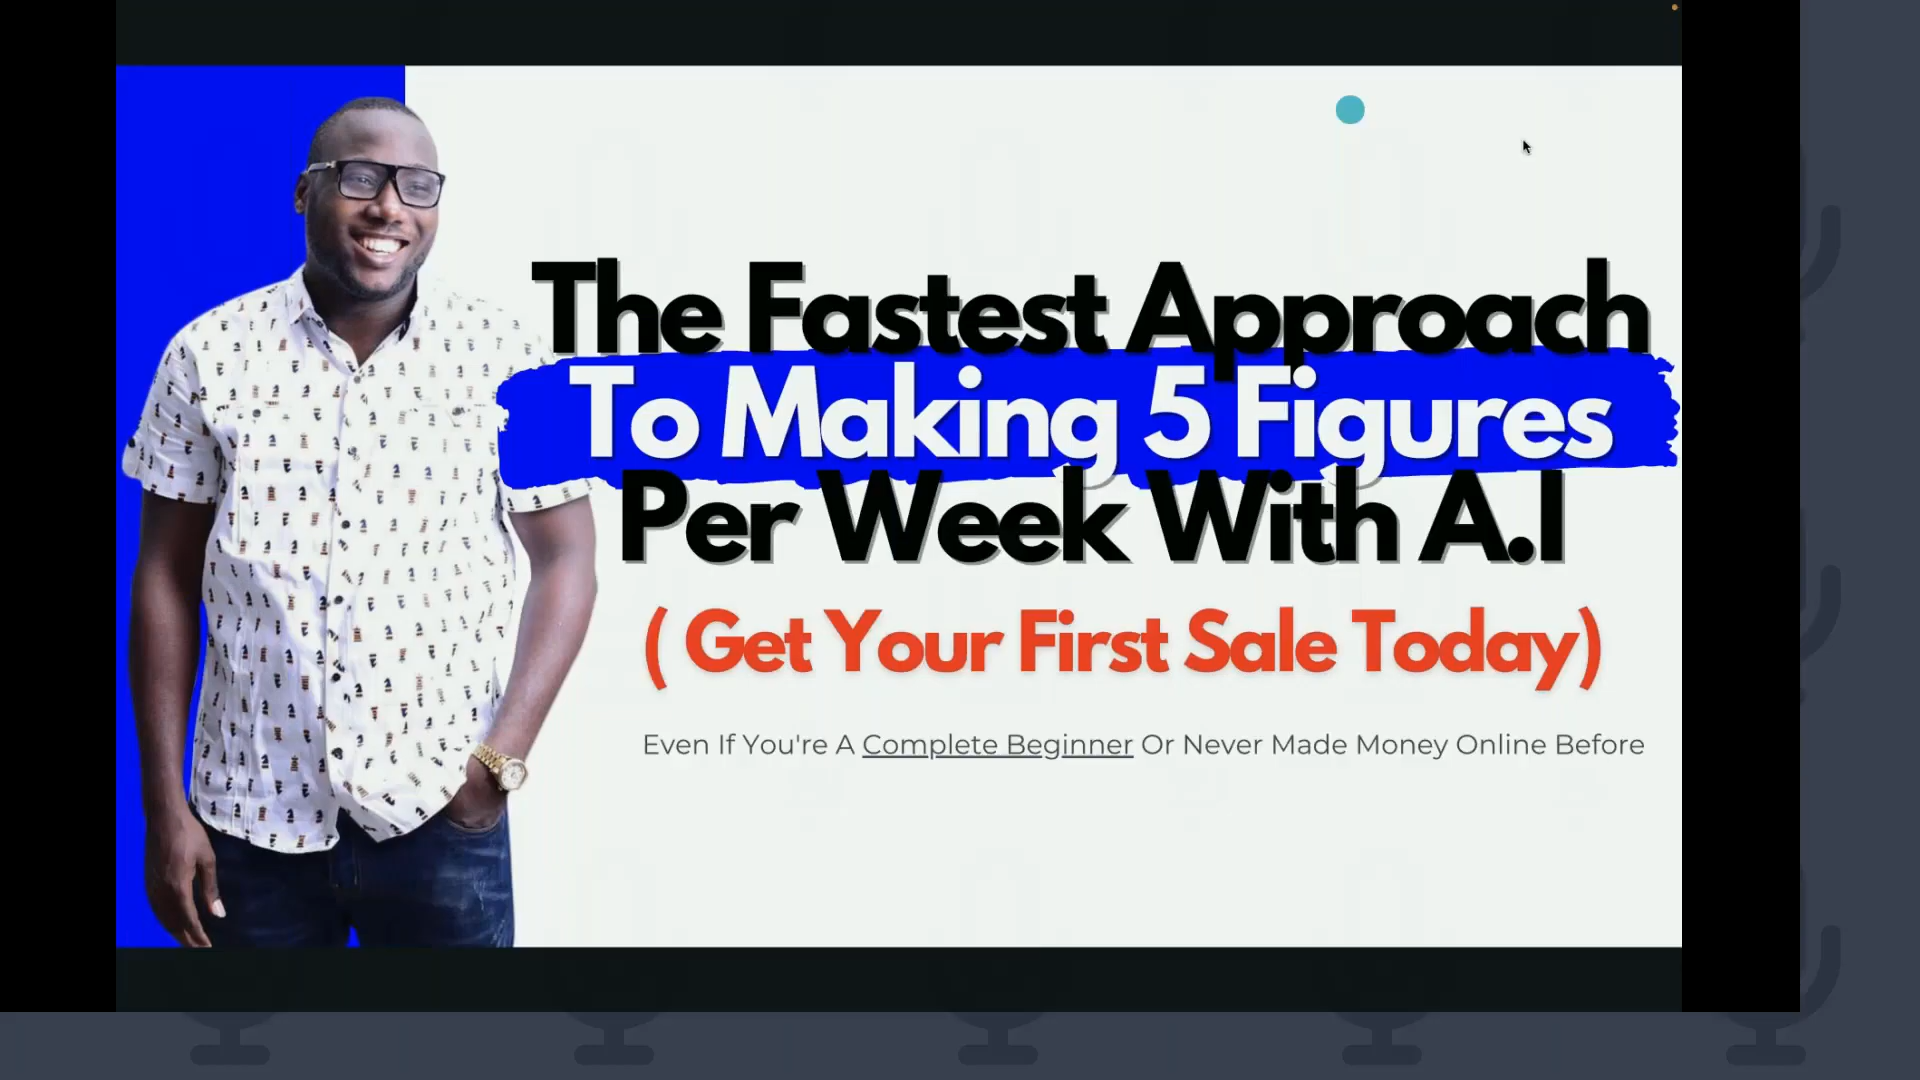 The Fastest Approach
To Making 5 Figures
Per Week With A.I
( Get Your First Sale Today)
Even If You're A Complete Beginner Or Never Made Money Online Before